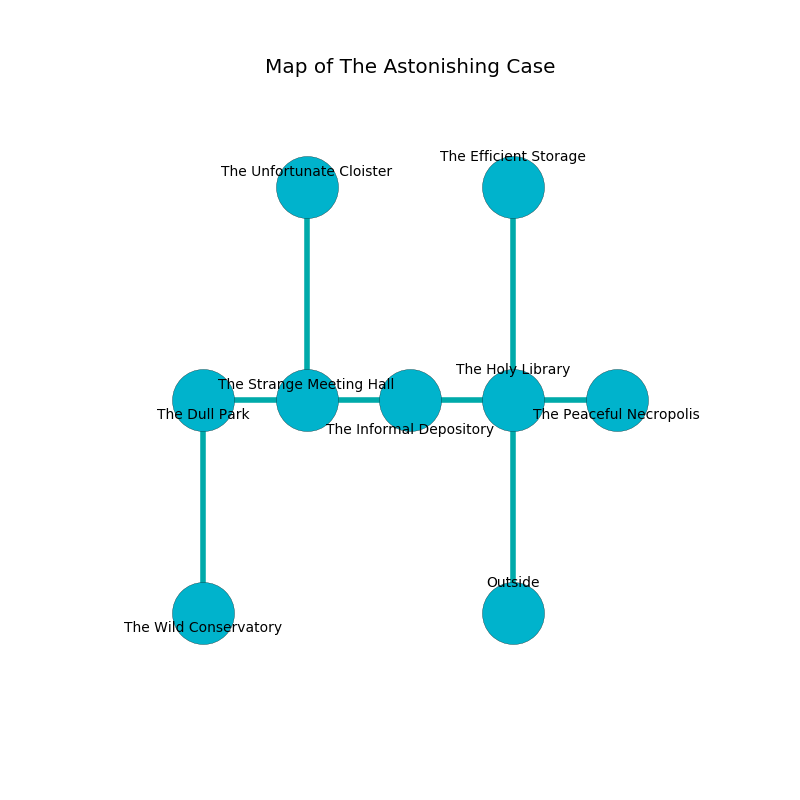 Map of The Astonishing Case
The Efficient Storage
The Unfortunate Cloister
The Holy Library
The Strange Meeting Hall
The Dull Park
The Peaceful Necropolis
The Informal Depository
Outside
The Wild Conservatory